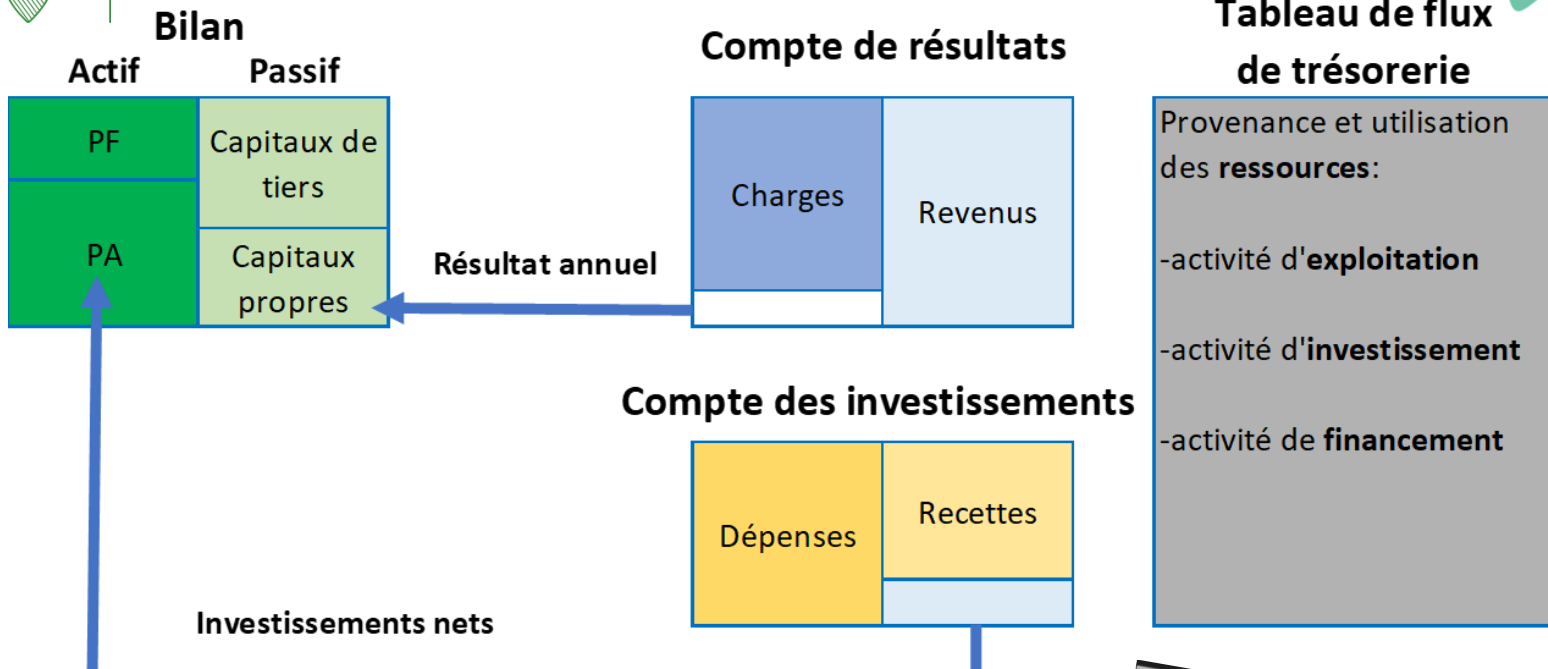 Bilan
Actif
Passif
PF
Capitaux de
tiers
PA
Capitaux
propres
Résultat annuel
Compte de résultats
Charges
Revenus
Compte des investissements
Dépenses
Recettes
Investissements nets
Tableau de flux
de trésorerie
Provenance et utilisation
des ressources:
-activité d'exploitation
-activité d'investissement
-activité de financement